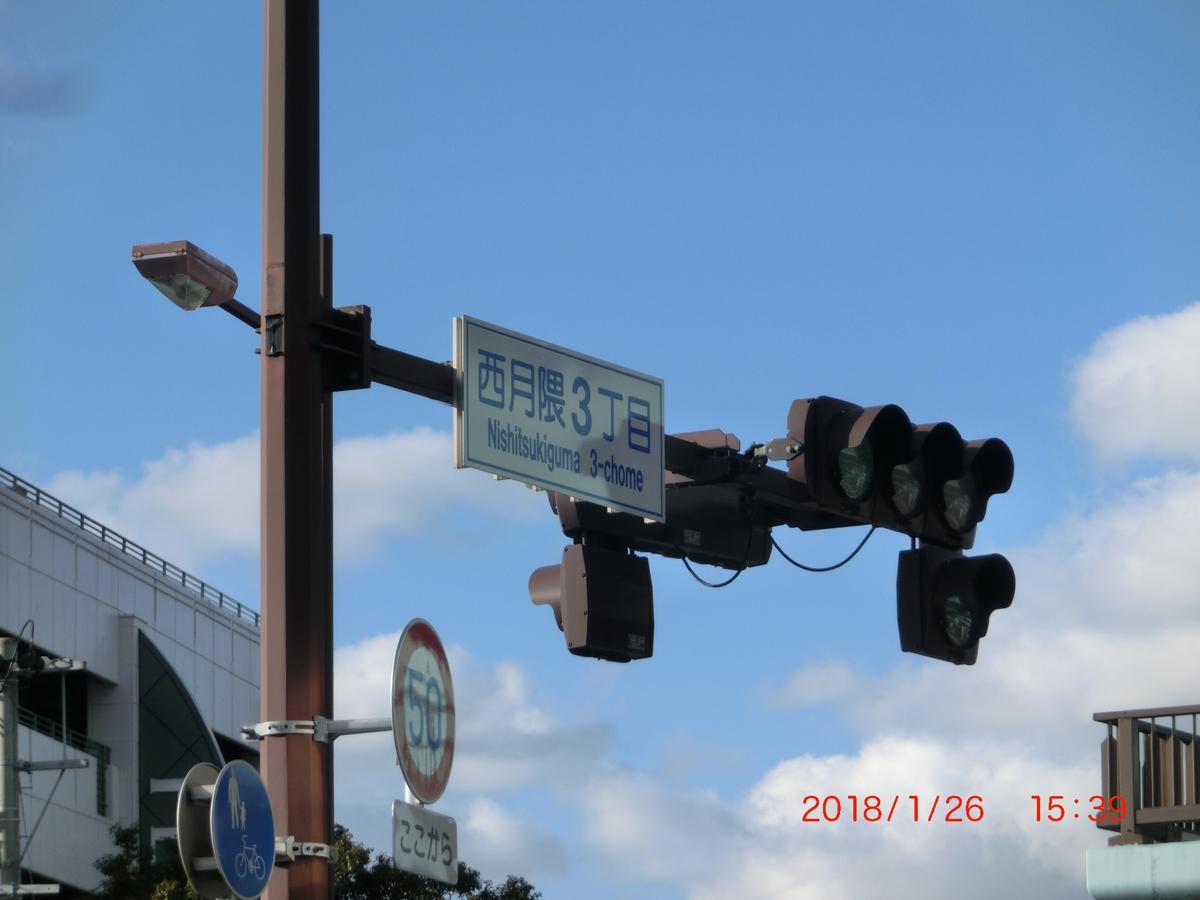 西月隈3丁目
Nishitsukiguma 3-chome
50
ここから
2018/1/26 15:39